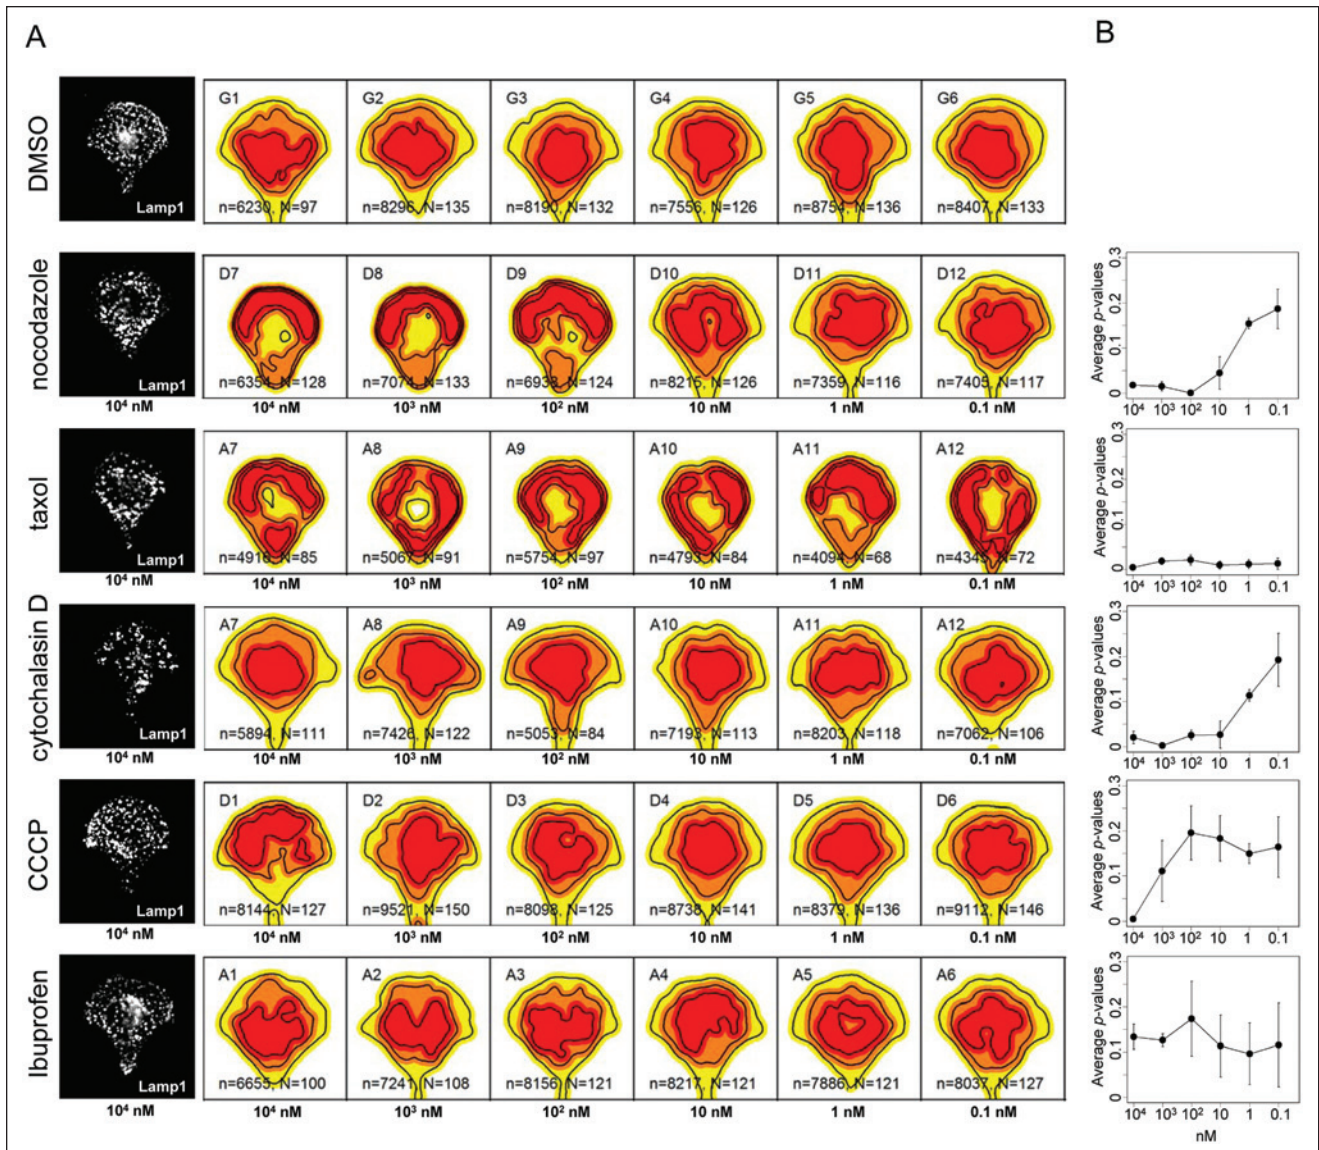 A
B
DMSO
Lamp1
G1 G2 G3 G4 G5 G6
n=6230, N=97 n=8296, N=135 n=8190, N=132 n=7556, N=126 n=8754, N=136 n=8407, N=133
nocodazole
Lamp1
D7 D8 D9 D10 D11 D12
n=6354, N=128 n=7074, N=133 n=6938, N=124 n=8215, N=126 n=7359, N=116 n=7405, N=117
10⁴ nM 10⁴ nM 10³ nM 10² nM 10 nM 1 nM 0.1 nM
Average p-values
0.3
0.2
0.1
0
10⁴ 10³ 10² 10 1 0.1
taxol
Lamp1
A7 A8 A9 A10 A11 A12
n=4916, N=85 n=5067, N=91 n=5754, N=97 n=4793, N=84 n=4094, N=68 N=72
10⁴ nM 10⁴ nM 10³ nM 10² nM 10 nM 1 nM 0.1 nM
Average p-values
0.3
0.2
0.1
0
10⁴ 10³ 10² 10 1 0.1
cytochalasin D
Lamp1
A7 A8 A9 A10 A11 A12
n=5894, N=111 n=7426, N=122 n=5053, N=84 n=7193, N=113 n=8203, N=118 n=7062, N=106
10⁴ nM 10⁴ nM 10³ nM 10² nM 10 nM 1 nM 0.1 nM
Average p-values
0.3
0.2
0.1
0
10⁴ 10³ 10² 10 1 0.1
CCCP
Lamp1
D1 D2 D3 D4 D5 D6
n=8144, N=127 n=9521, N=150 n=8098, N=125 n=8738, N=141 n=8379, N=136 n=9112, N=146
10⁴ nM 10⁴ nM 10³ nM 10² nM 10 nM 1 nM 0.1 nM
Average p-values
0.3
0.2
0.1
0
10⁴ 10³ 10² 10 1 0.1
Ibuprofen
Lamp1
A1 A2 A3 A4 A5 A6
n=6655, N=100 n=7241, N=108 n=8156, N=121 n=8217, N=121 n=7886, N=121 n=8037, N=127
10⁴ nM 10⁴ nM 10³ nM 10² nM 10 nM 1 nM 0.1 nM
Average p-values
0.3
0.2
0.1
0
10⁴ 10³ 10² 10 1 0.1
nM